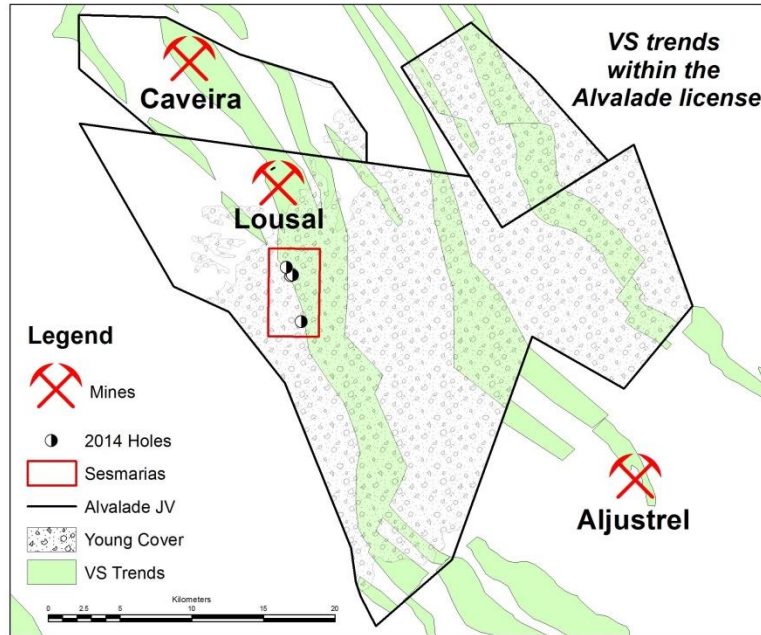 VS trends
within the
Alvalade license
Caveira
Lousal
Legend
Mines
2014 Holes
Sesmarias
Alvalade JV
Young Cover
VS Trends
Aljustrel
Kilometers
0 2.5 5 10 15 20